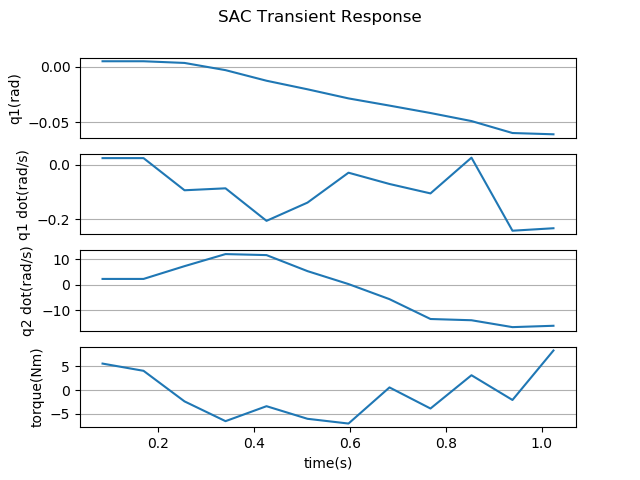 SAC Transient Response
0.00
−0.05
q1(rad)
0.0
−0.2
q1 dot(rad/s)
10
0
−10
q2 dot(rad/s)
5
0
−5
torque(Nm)
0.2 0.4 0.6 0.8 1.0
time(s)